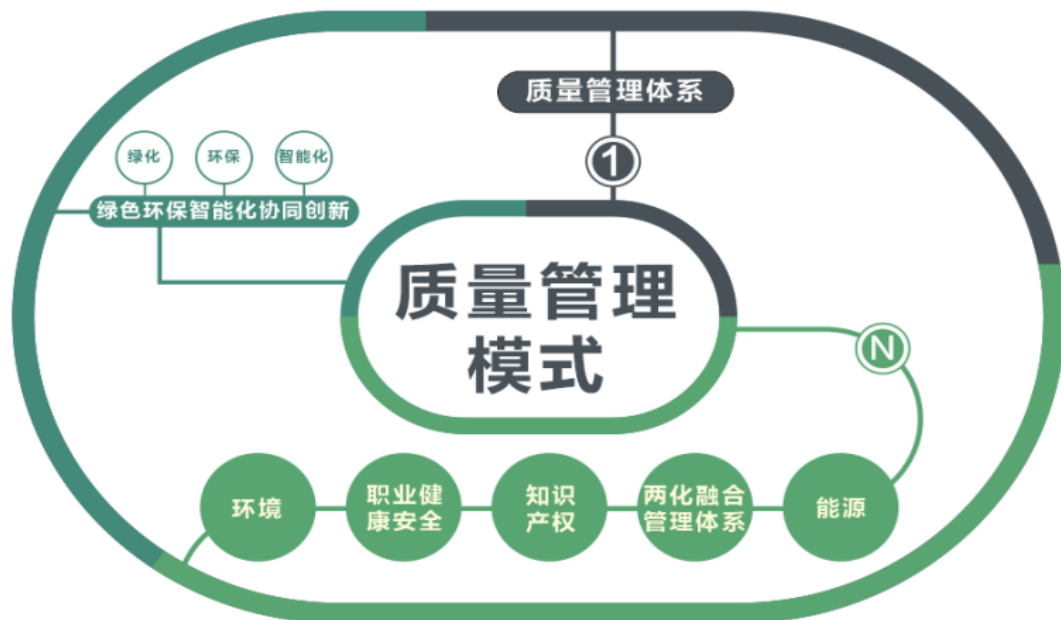 质量管理体系
1
绿化
环保
智能化
绿色环保智能化协同创新
质量管理
模式
N
环境
职业健
康安全
知识
产权
两化融合
管理体系
能源